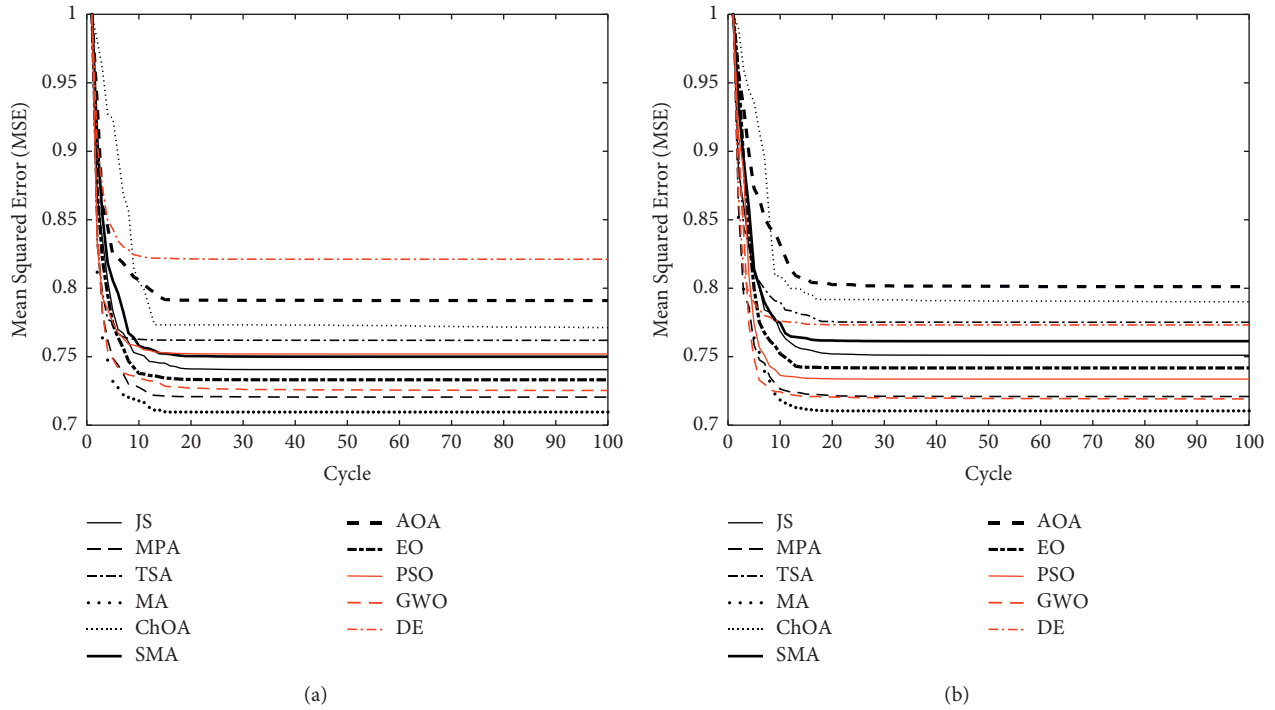 Mean Squared Error (MSE)
1
0.95
0.9
0.85
0.8
0.75
0.7
0 10 20 30 40 50 60 70 80 90 100
Cycle
JS
MPA
TSA
MA
ChOA
SMA
AOA
EO
PSO
GWO
DE
(a)
Mean Squared Error (MSE)
1
0.95
0.9
0.85
0.8
0.75
0.7
0 10 20 30 40 50 60 70 80 90 100
Cycle
JS
MPA
TSA
MA
ChOA
SMA
AOA
EO
PSO
GWO
DE
(b)